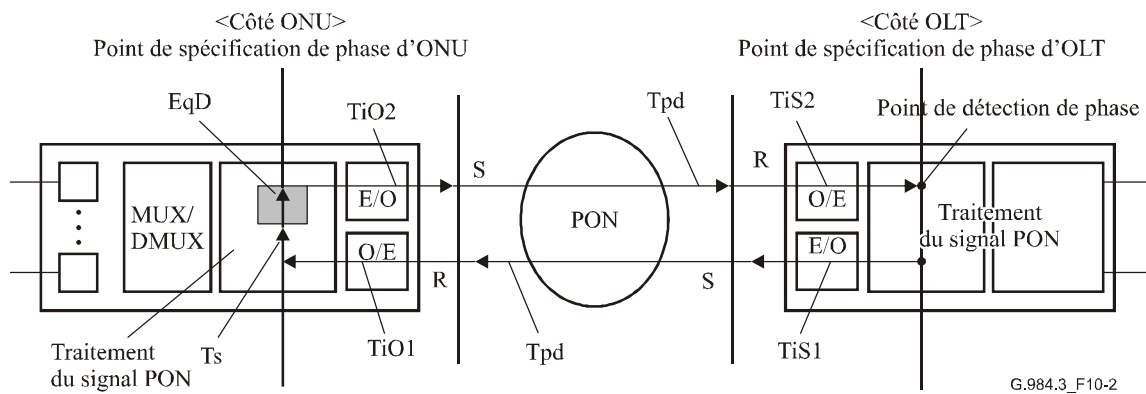 <Côté ONU>
Point de spécification de phase d’ONU
<Côté OLT>
Point de spécification de phase d’OLT
EqD
TiO2
Tpd
TiS2
Point de détection de phase
S
R
MUX/
DMUX
E/O
O/E
PON
O/E
E/O
Traitement
du signal PON
R
S
Traitement
du signal PON
Ts
TiO1
Tpd
TiS1
G.984.3_F10-2